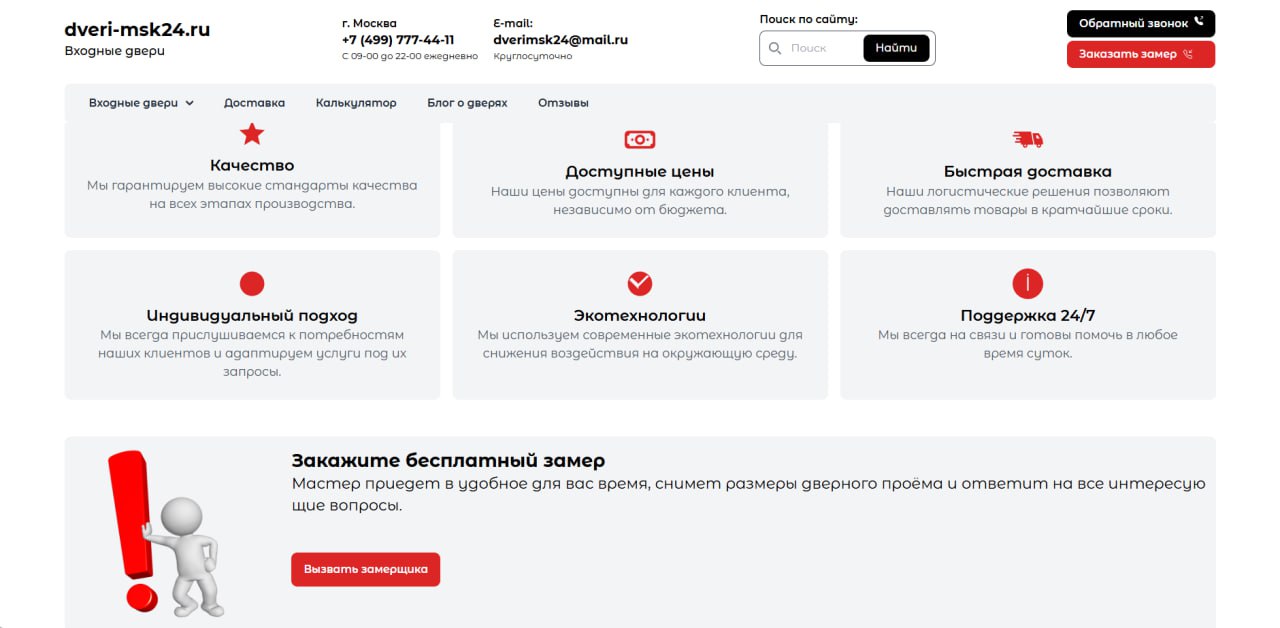 dveri-msk24.ru
Входные двери
г. Москва
+7 (499) 777-44-11
С 09-00 до 22-00 ежедневно
E-mail:
dverimsk24@mail.ru
Круглосуточно
Поиск по сайту:
Поиск
Найти
Обратный звонок
Заказать замер
Входные двери
Доставка
Калькулятор
Блог о дверях
Отзывы
Качество
Мы гарантируем высокие стандарты качества
на всех этапах производства.
Доступные цены
Наши цены доступны для каждого клиента,
независимо от бюджета.
Быстрая доставка
Наши логистические решения позволяют
доставлять товары в кратчайшие сроки.
Индивидуальный подход
Мы всегда прислушиваемся к потребностям
наших клиентов и адаптируем услуги под их
запросы.
Экотехнологии
Мы используем современные экотехнологии для
снижения воздействия на окружающую среду.
Поддержка 24/7
Мы всегда на связи и готовы помочь в любое
время суток.
Закажите бесплатный замер
Мастер приедет в удобное для вас время, снимет размеры дверного проёма и ответит на все интересую
щие вопросы.
Вызвать замерщика